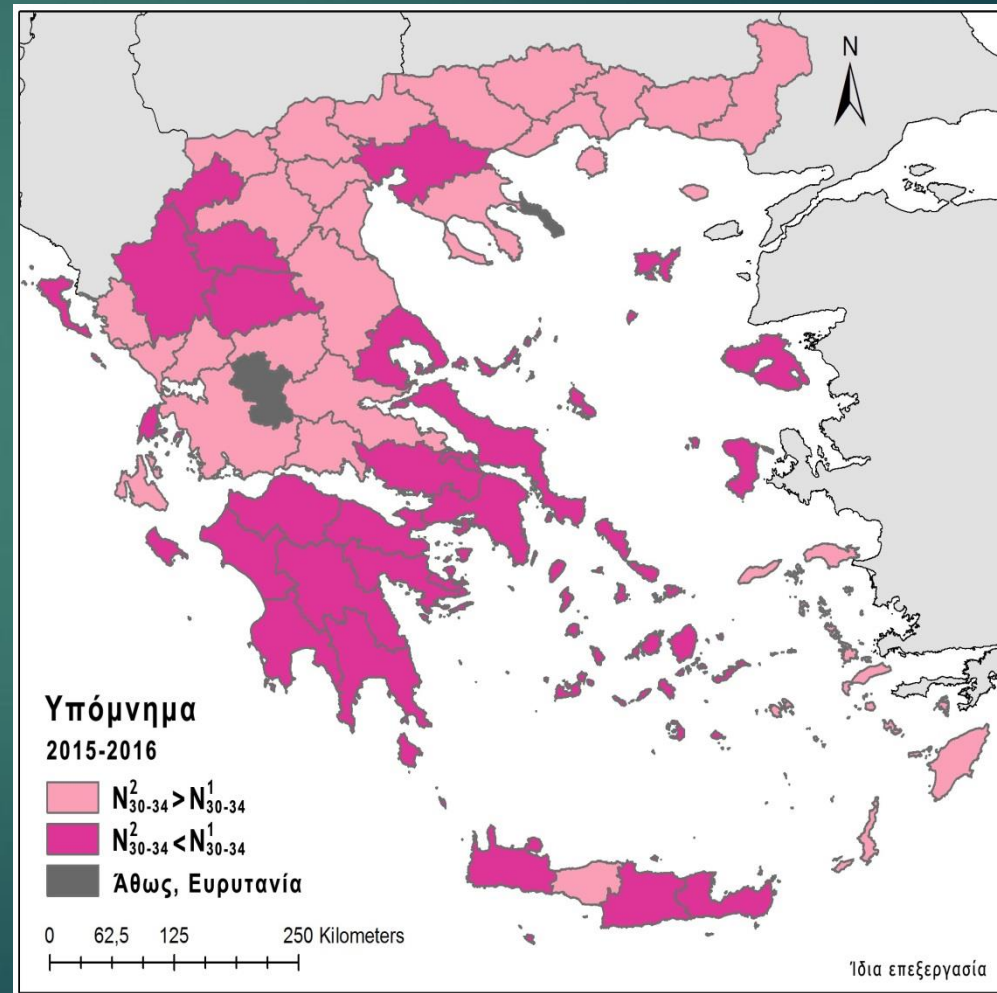 N
Υπόμνημα
2015-2016
N²₃₀₋₃₄ > N¹₃₀₋₃₄
N²₃₀₋₃₄ < N¹₃₀₋₃₄
Άθως, Ευρυτανία
0 62,5 125 250 Kilometers
Ίδια επεξεργασία